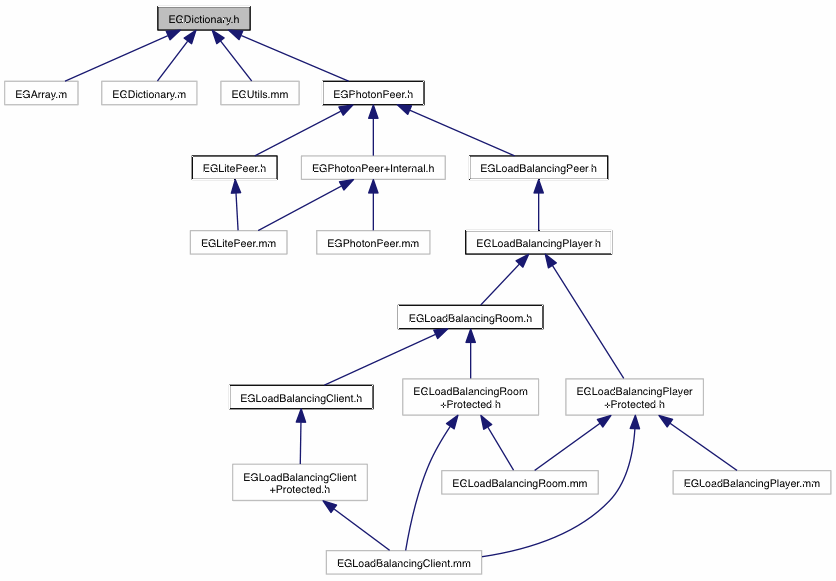 EGDictionary.h
EGArray.m
EGDictionary.m
EGUtils.mm
EGPhotonPeer.h
EGLitePeer.h
EGPhotonPeer+Internal.h
EGLoadBalancingPeer.h
EGLitePeer.mm
EGPhotonPeer.mm
EGLoadBalancingPlayer.h
EGLoadBalancingRoom.h
EGLoadBalancingClient.h
EGLoadBalancingRoom
+Protected.h
EGLoadBalancingPlayer
+Protected.h
EGLoadBalancingClient
+Protected.h
EGLoadBalancingRoom.mm
EGLoadBalancingPlayer.mm
EGLoadBalancingClient.mm